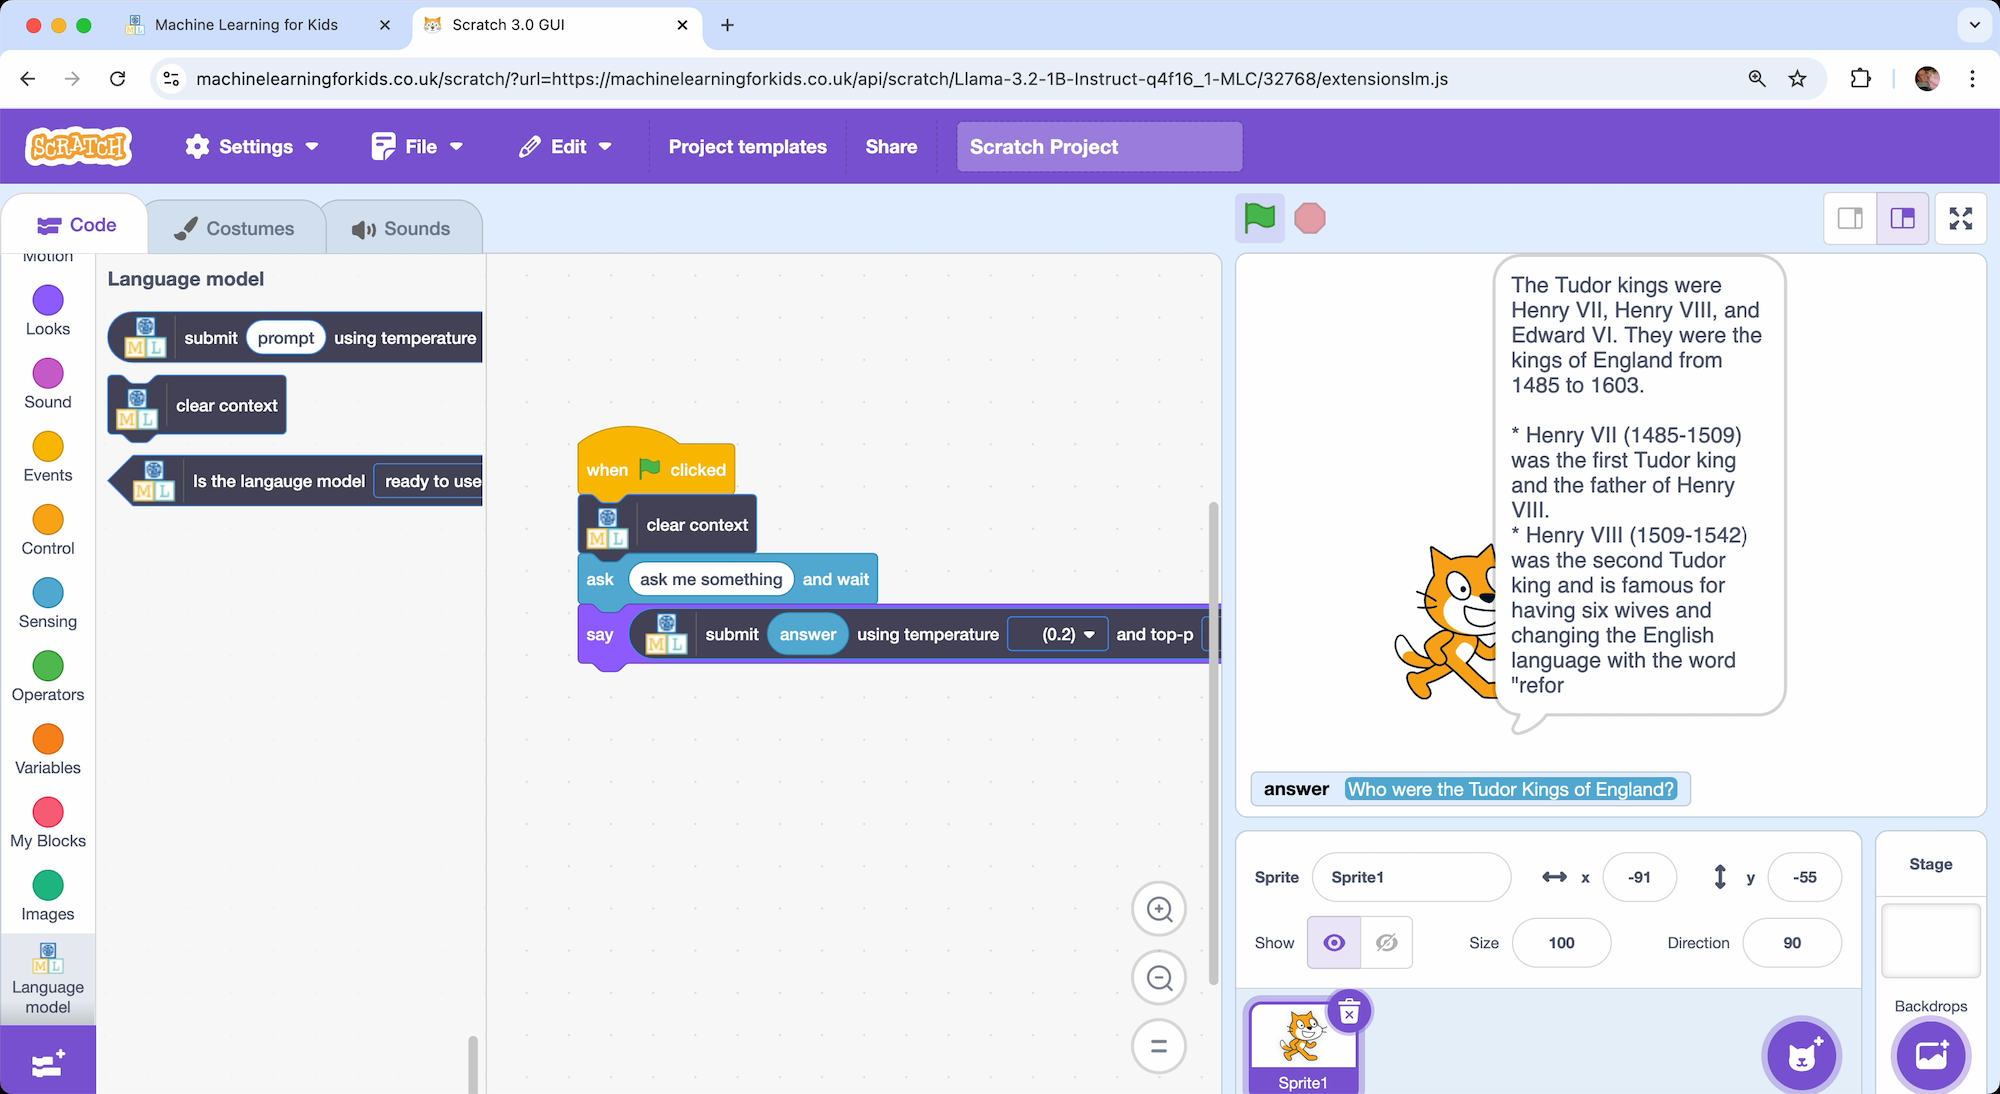 Machine Learning for Kids
Scratch 3.0 GUI
machinelearningforkids.co.uk/scratch/?url=https://machinelearningforkids.co.uk/api/scratch/Llama-3.2-1B-Instruct-q4f16_1-MLC/32768/extensionslm.js
SCRATCH
Settings
File
Edit
Project templates
Share
Scratch Project
Code
Costumes
Sounds
Motion
Looks
Sound
Events
Control
Sensing
Operators
Variables
My Blocks
Images
ML
Language
model
Language model
ML submit prompt using temperature
ML clear context
ML Is the langauge model ready to use
when clicked
ML clear context
ask ask me something and wait
say ML submit answer using temperature (0.2) and top-p
The Tudor kings were
Henry VII, Henry VIII, and
Edward VI. They were the
kings of England from
1485 to 1603.
* Henry VII (1485-1509)
was the first Tudor king
and the father of Henry
VIII.
* Henry VIII (1509-1542)
was the second Tudor
king and is famous for
having six wives and
changing the English
language with the word
"refor
answer Who were the Tudor Kings of England?
Sprite Sprite1 x -91 y -55
Show Size 100 Direction 90
Sprite1
Stage
Backdrops